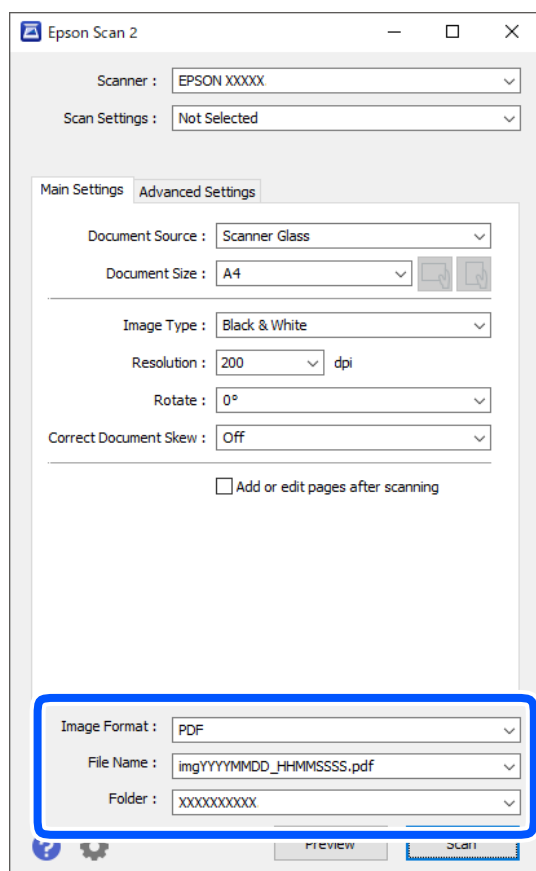 Epson Scan 2
Scanner : EPSON XXXXX
Scan Settings : Not Selected
Main Settings Advanced Settings
Document Source : Scanner Glass
Document Size : A4
Image Type : Black & White
Resolution : 200 dpi
Rotate : 0°
Correct Document Skew : Off
Add or edit pages after scanning
Image Format : PDF
File Name : imgYYYYMMDD_HHMMSSSS.pdf
Folder : XXXXXXXXXX
? Preview Scan